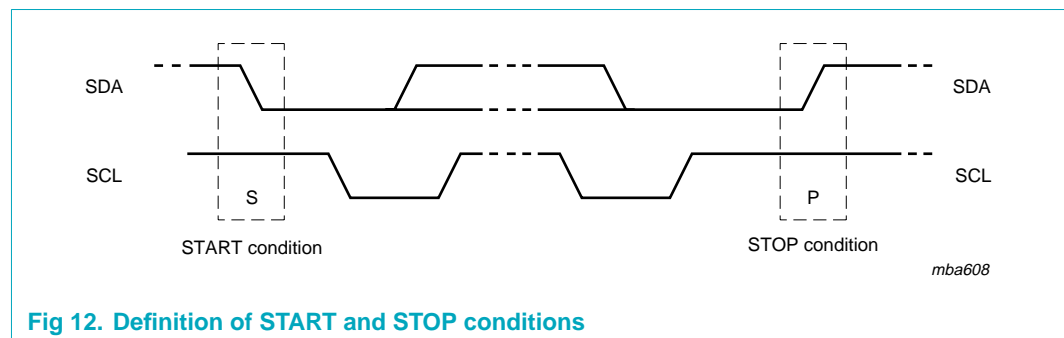 SDA SDA
SCL SCL
S P
START condition STOP condition
mba608
Fig 12. Definition of START and STOP conditions